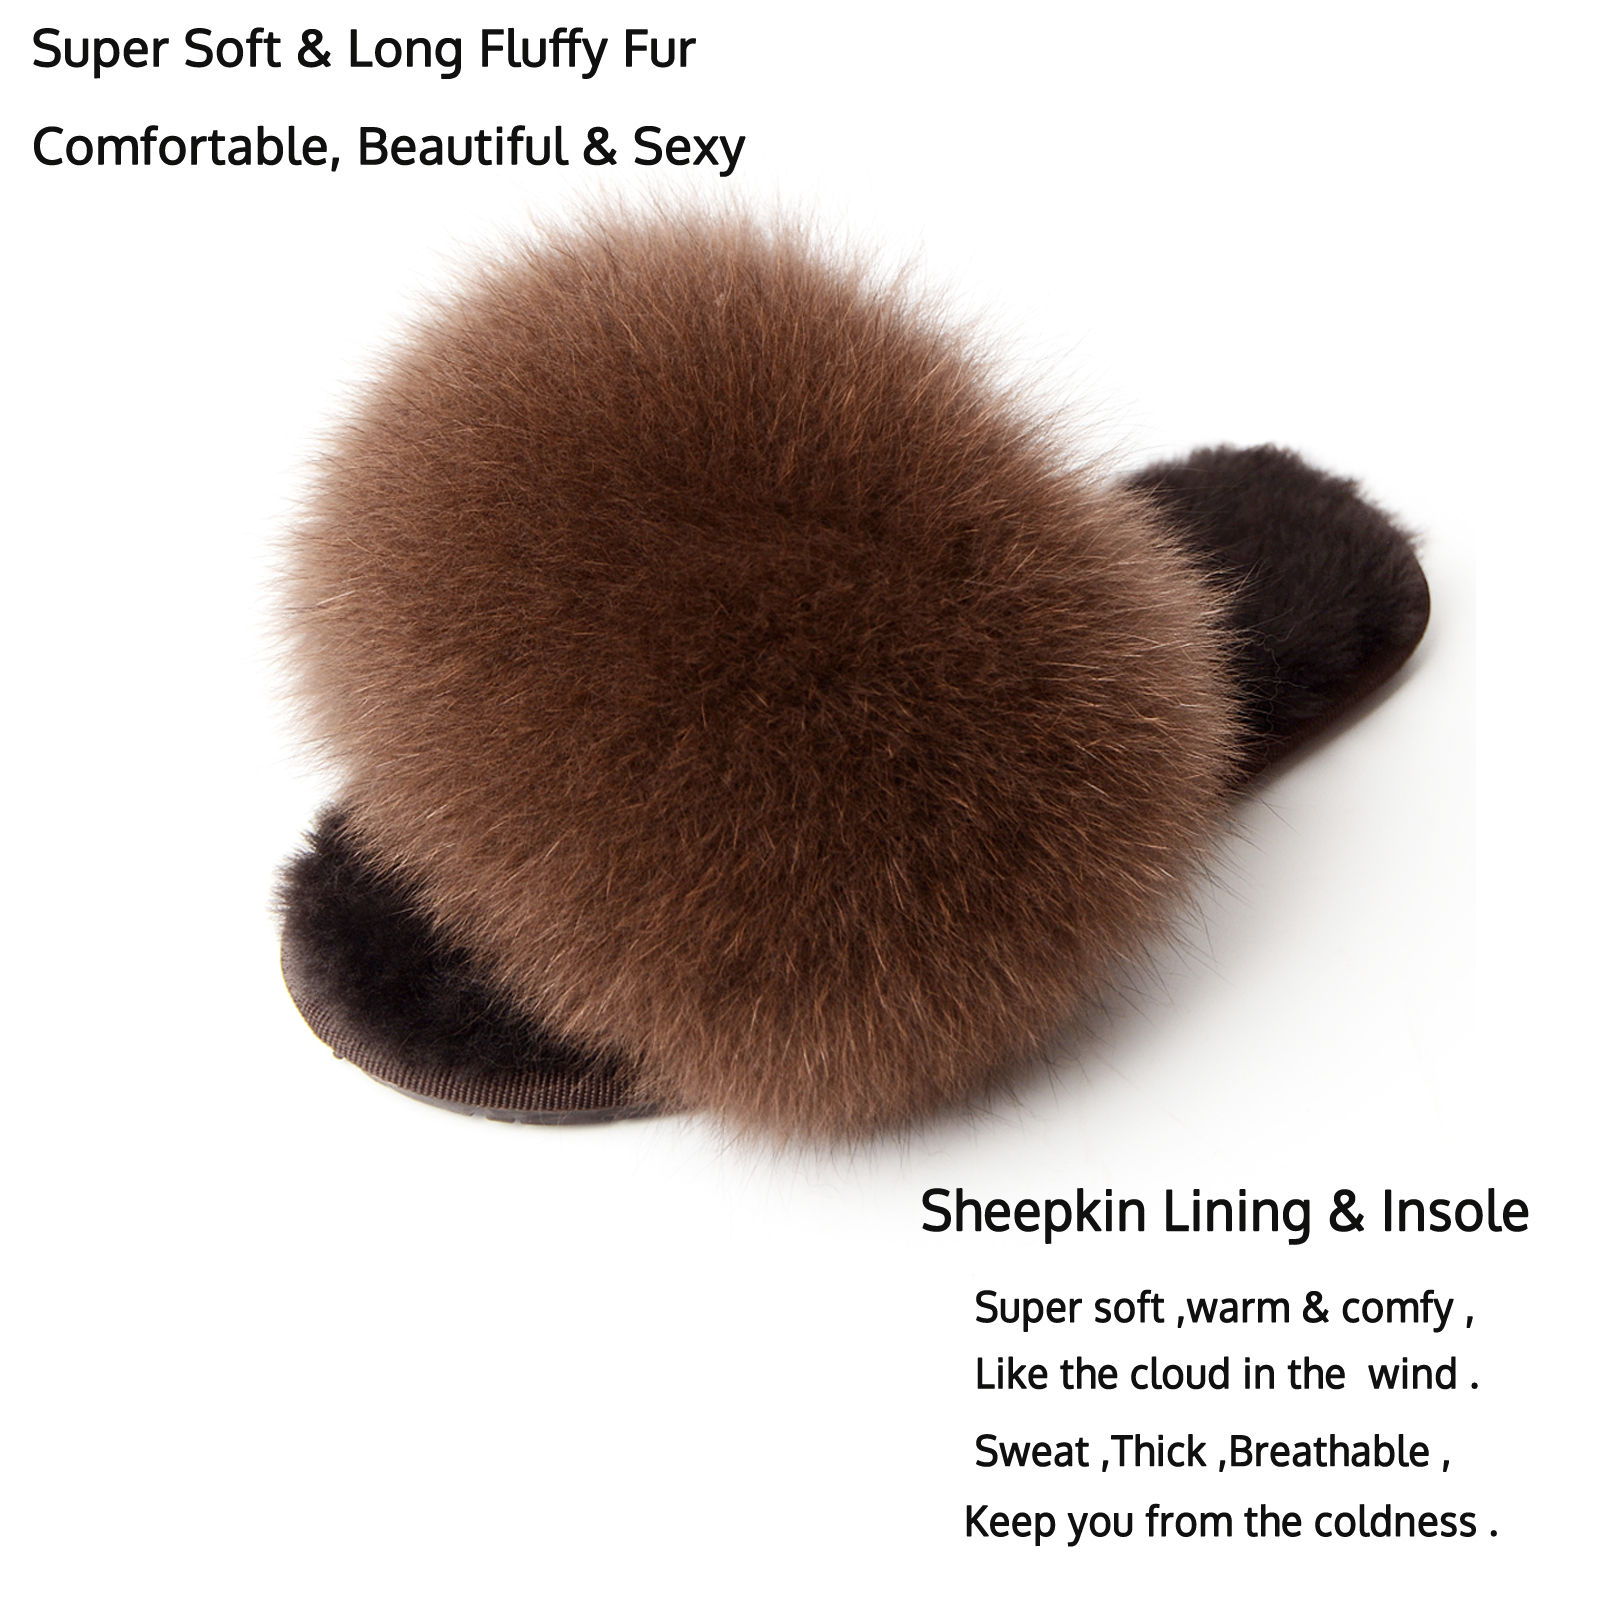 Super Soft & Long Fluffy Fur
Comfortable, Beautiful & Sexy
Sheepkin Lining & Insole
Super soft ,warm & comfy ,
Like the cloud in the  wind .
Sweat ,Thick ,Breathable ,
Keep you from the coldness .